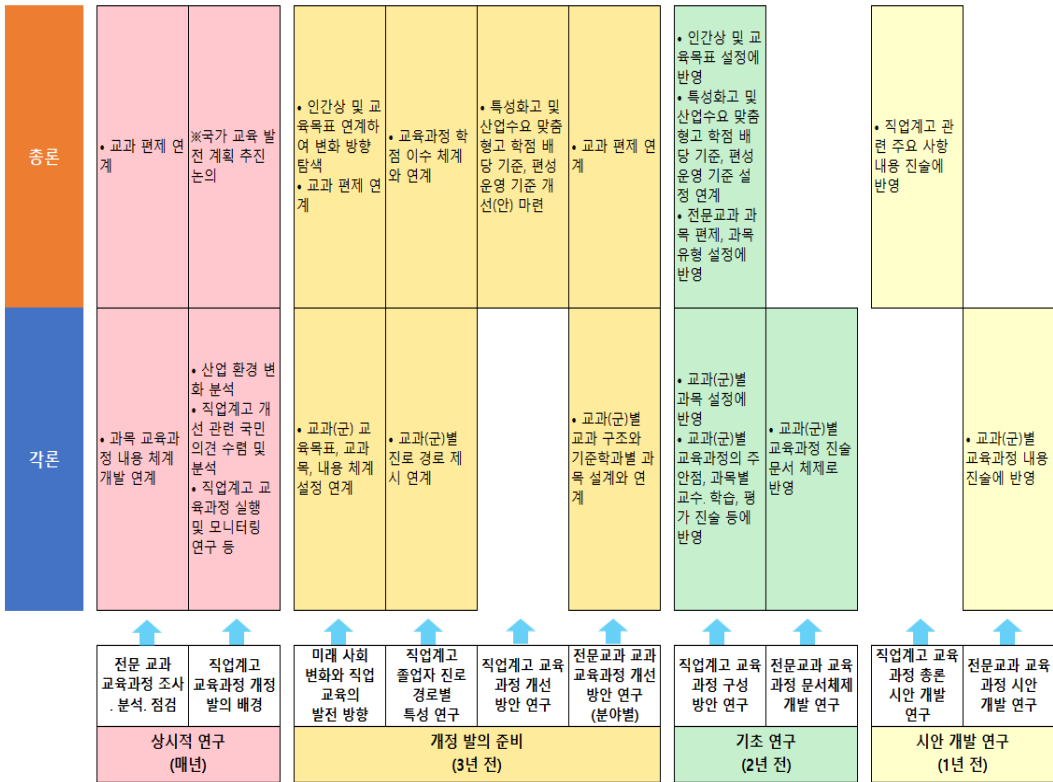 총론
• 교과 편제 연
계
※국가 교육 발
전 계획 추진
논의
• 인간상 및 교
육목표 연계하
여 변화 방향
탐색
• 교과 편제 연
계
• 교육과정 학
점 이수 체계
와 연계
• 특성화고 및
산업수요 맞춤
형고 학점 배
당 기준, 편성
운영 기준 개
선(안) 마련
• 교과 편제 연
계
• 인간상 및 교
육목표 설정에
반영
• 특성화고 및
산업수요 맞춤
형고 학점 배
당 기준, 편성
운영 기준 설
정 연계
• 전문교과 과
목 편제, 과목
유형 설정에
반영
• 직업계고 관
련 주요 사항
내용 진술에
반영
각론
• 과목 교육과
정 내용 체계
개발 연계
• 산업 환경 변
화 분석
• 직업계고 개
선 관련 국민
의견 수렴 및
분석
• 직업계고 교
육과정 실행
및 모니터링
연구 등
• 교과(군) 교
육목표, 교과
목, 내용 체계
설정 연계
• 교과(군)별
진로 경로 제
시 연계
• 교과(군)별
교과 구조와
기준학과별 과
목 설계와 연
계
• 교과(군)별
과목 설정에
반영
• 교과(군)별
교육과정의 주
안점, 과목별
교수. 학습, 평
가 진술 등에
반영
• 교과(군)별
교육과정 진술
문서 체제로
반영
• 교과(군)별
교육과정 내용
진술에 반영
전문 교과
교육과정 조사
. 분석. 점검
직업계고
교육과정 개정
발의 배경
미래 사회
변화와 직업
교육의
발전 방향
직업계고
졸업자 진로
경로별
특성 연구
직업계고 교육
과정 개선
방안 연구
전문교과 교과
교육과정 개선
방안 연구
(분야별)
직업계고 교육
과정 구성
방안 연구
전문교과 교육
과정 문서체제
개발 연구
직업계고 교육
과정 총론
시안 개발
연구
전문교과 교육
과정 시안
개발 연구
상시적 연구
(매년)
개정 발의 준비
(3년 전)
기초 연구
(2년 전)
시안 개발 연구
(1년 전)